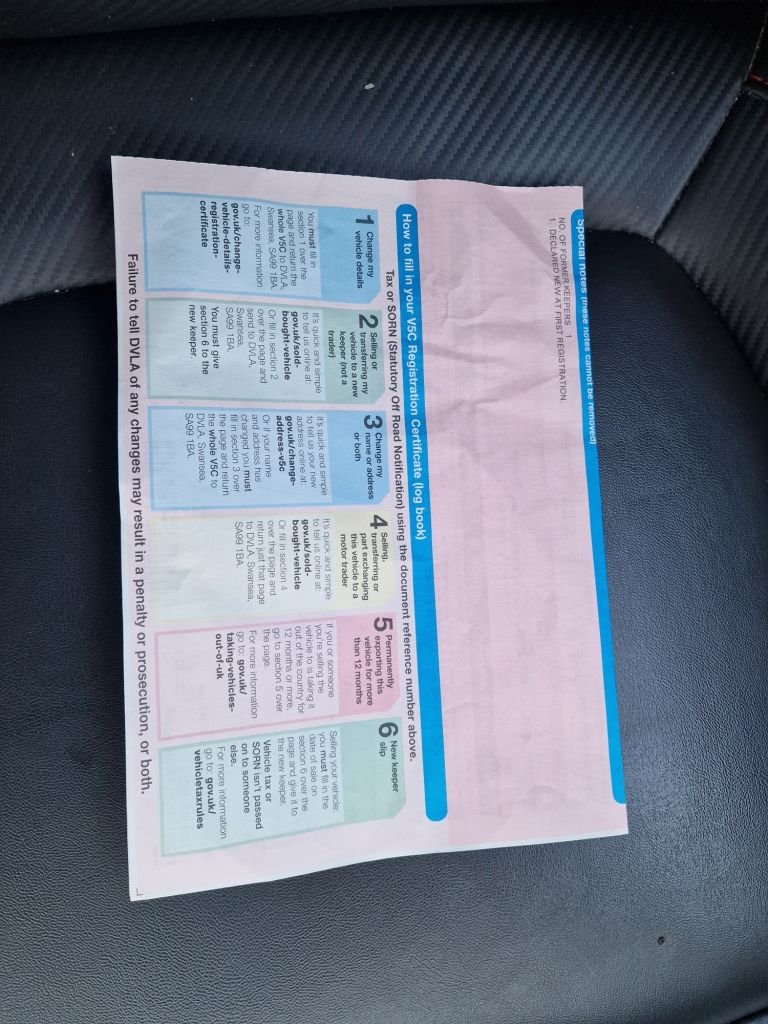 Special notes (these notes cannot be removed)
NO. OF FORMER KEEPERS 1
1. DECLARED NEW AT FIRST REGISTRATION.
How to fill in your V5C Registration Certificate (log book)
Tax or SORN (Statutory Off Road Notification) using the document reference number above.
1 Change my
vehicle details
You must fill in
section 1 over the
page and return the
whole V5C to DVLA,
Swansea, SA99 1BA.
For more information
go to:
gov.uk/change-
vehicle-details-
registration-
certificate
2 Selling or
transferring my
vehicle to a new
keeper (not a
trader)
It's quick and simple
to tell us online at:
gov.uk/sold-
bought-vehicle
Or fill in section 2
over the page and
send to DVLA,
Swansea,
SA99 1BA.
You must give
section 6 to the
new keeper.
3 Change my
name or address
or both
It's quick and simple
to tell us your new
address online at:
gov.uk/change-
address-v5c
Or if your name
and address has
changed you must
fill in section 3 over
the page and return
the whole V5C to
DVLA, Swansea,
SA99 1BA.
4 Selling,
transferring or
part exchanging
this vehicle to a
motor trader
It's quick and simple
to tell us online at:
gov.uk/sold-
bought-vehicle
Or fill in section 4
over the page and
return just that page
to DVLA, Swansea,
SA99 1BA.
5 Permanently
exporting this
vehicle for more
than 12 months
If you or someone
you're selling the
vehicle to is taking it
out of the country for
12 months or more,
go to section 5 over
the page.
For more information
go to: gov.uk/
taking-vehicles-
out-of-uk
6 New keeper
slip
Selling your vehicle:
you must fill in the
date of sale on
section 6 over the
page and give it to
the new keeper.
Vehicle tax or
SORN isn't passed
on to someone
else.
For more information
go to: gov.uk/
vehicletaxrules
Failure to tell DVLA of any changes may result in a penalty or prosecution, or both.